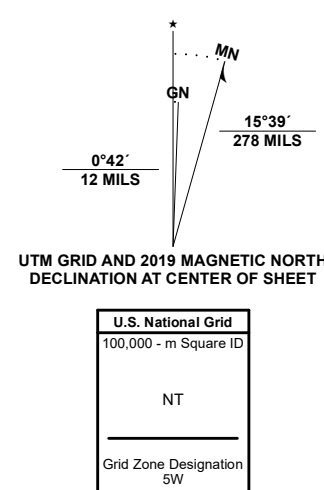 ★
MN
GN
15°39´
278 MILS
0°42´
12 MILS
UTM GRID AND 2019 MAGNETIC NORTH
DECLINATION AT CENTER OF SHEET
U.S. National Grid
100,000 - m Square ID
NT
Grid Zone Designation
5W